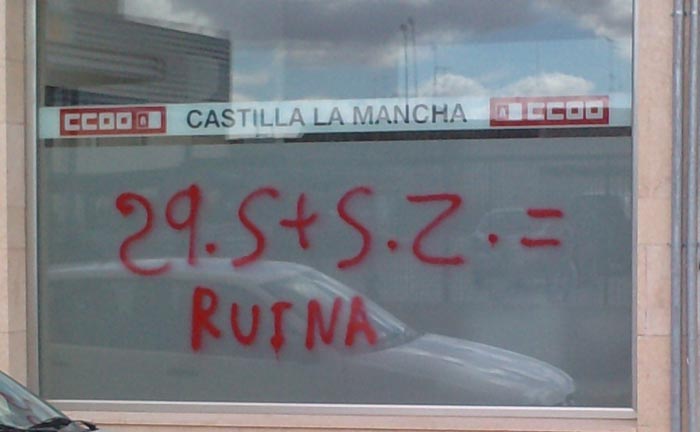 CCOO CASTILLA LA MANCHA CCOO
29.S+S.Z.=
RUINA